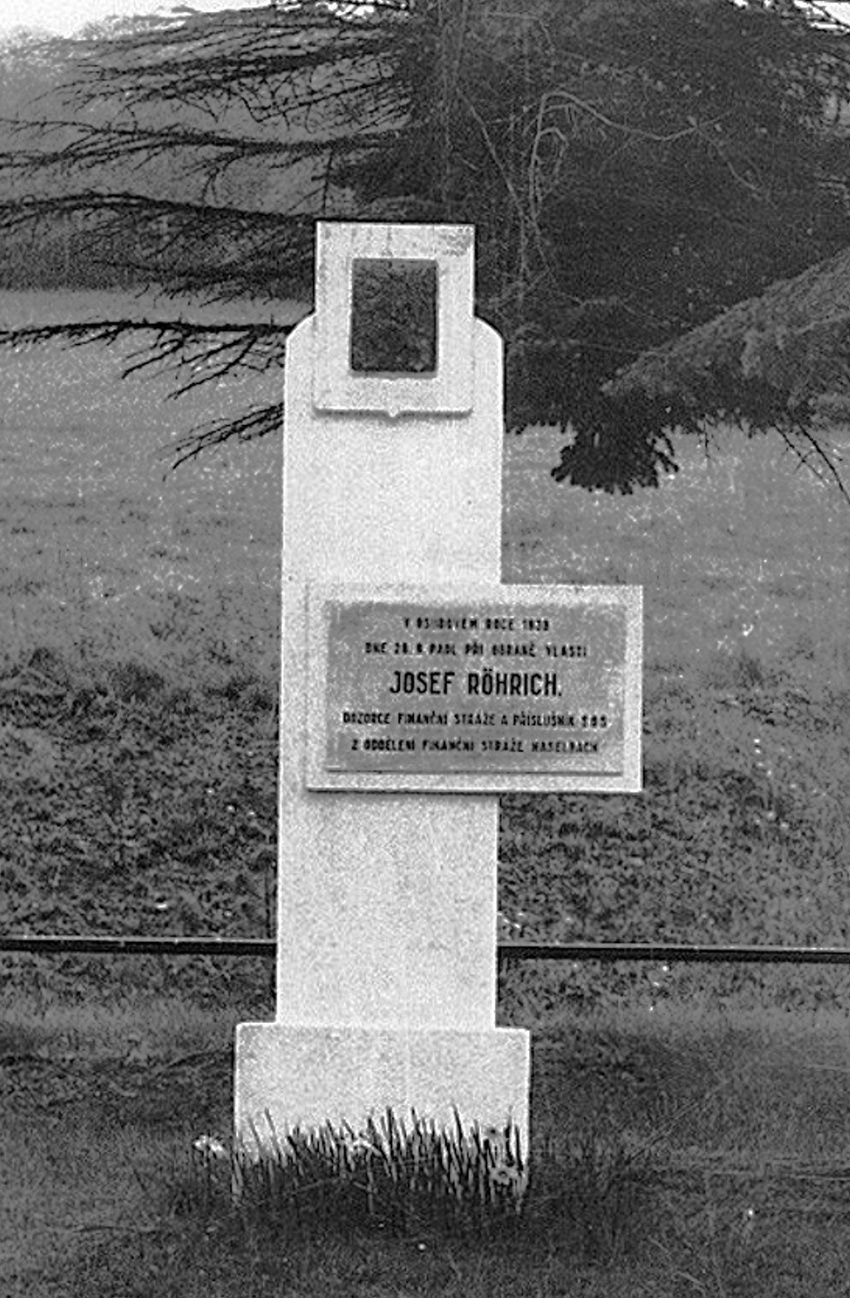 V OSUDOVÉM ROCE 1938
DNE 28. 9. PADL PŘI OBRANĚ VLASTI
JOSEF RÖHRICH.
DOZORCE FINANČNÍ STRÁŽE A PŘÍSLUŠNÍK SOS
Z ODDĚLENÍ FINANČNÍ STRÁŽE HASELBACH